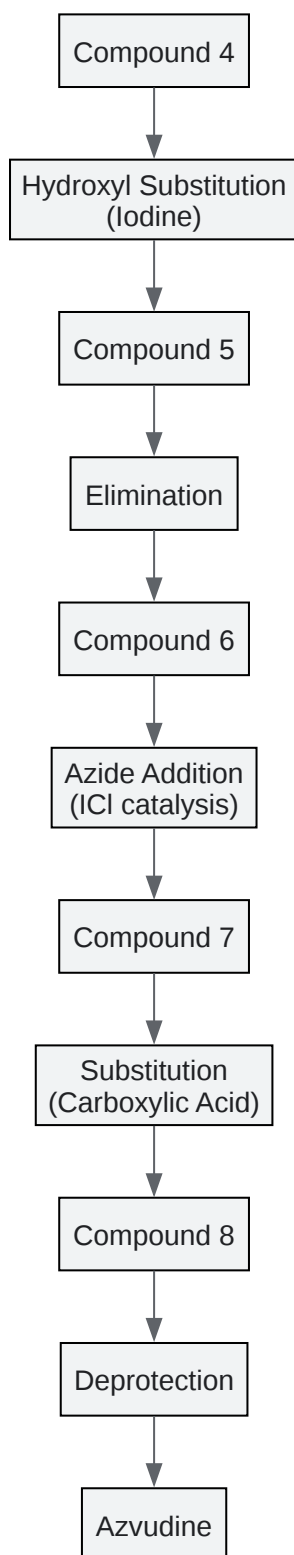 Compound 4
Hydroxyl Substitution
(Iodine)
Compound 5
Elimination
Compound 6
Azide Addition
(ICl catalysis)
Compound 7
Substitution
(Carboxylic Acid)
Compound 8
Deprotection
Azvudine